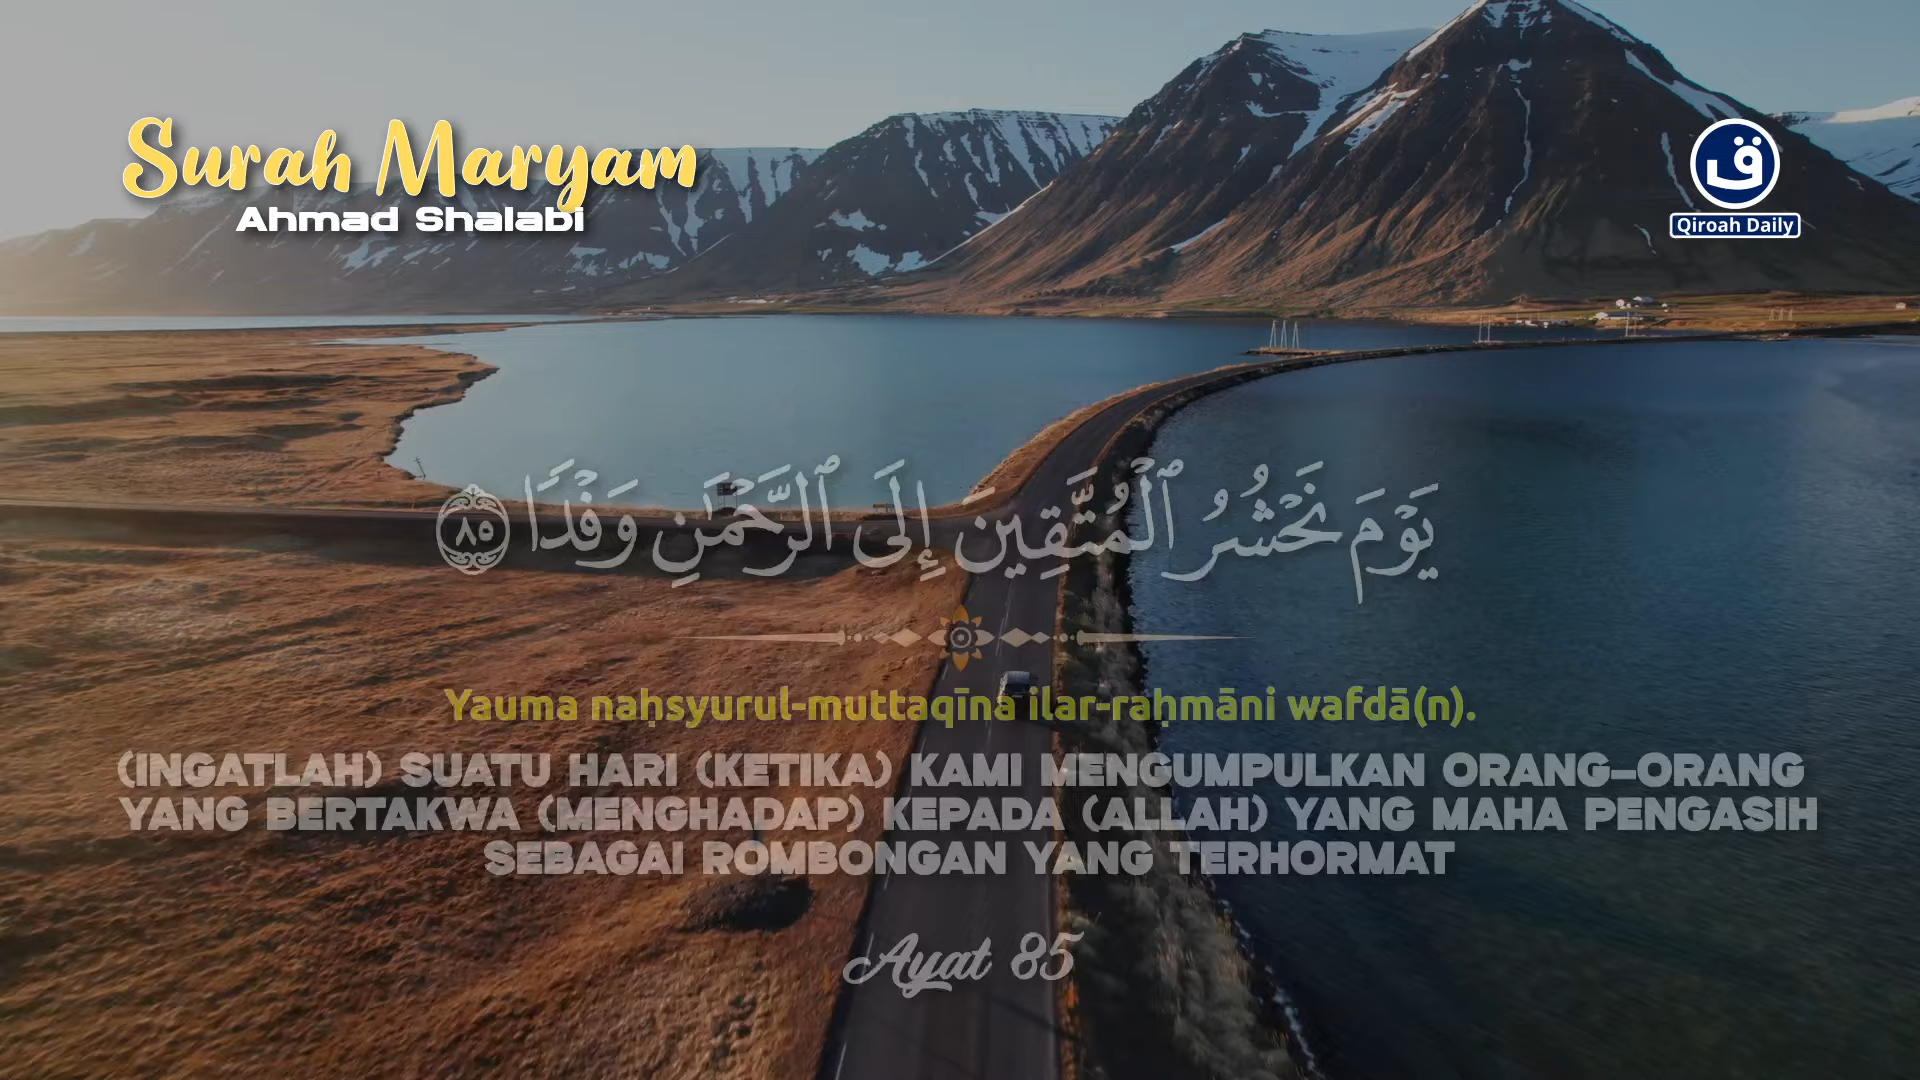 Surah Maryam
Ahmad Shalabi
ق
Qiroah Daily
يَوْمَ نَحْشُرُ ٱلْمُتَّقِينَ إِلَى ٱلرَّحْمَـٰنِ وَفْدًا ٨٥
Yauma naḥsyurul-muttaqīna ilar-raḥmāni wafdā(n).
(INGATLAH) SUATU HARI (KETIKA) KAMI MENGUMPULKAN ORANG-ORANG
YANG BERTAKWA (MENGHADAP) KEPADA (ALLAH) YANG MAHA PENGASIH
SEBAGAI ROMBONGAN YANG TERHORMAT
Ayat 85